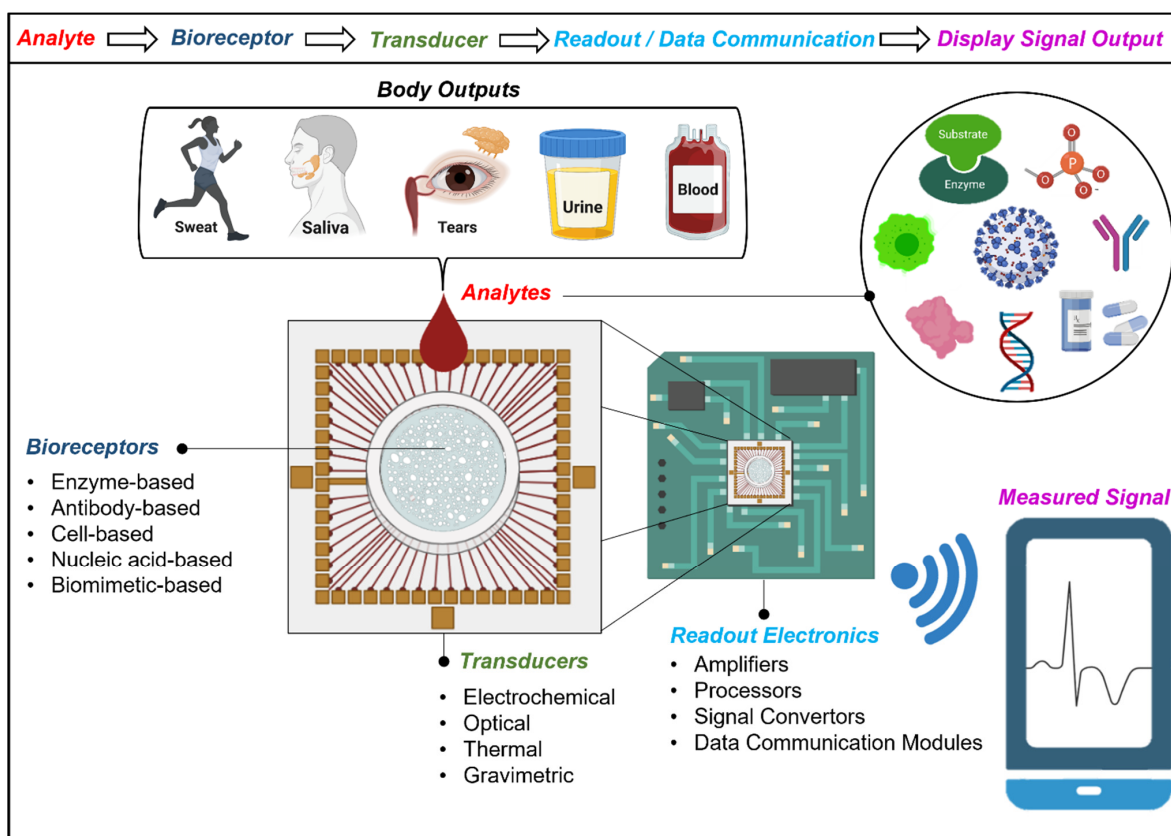 Analyte Bioreceptor Transducer Readout / Data Communication Display Signal Output
Body Outputs
Sweat
Saliva
Tears
Urine
Blood
Substrate
Enzyme
O
O
P
O
O
-
Analytes
Bioreceptors
• Enzyme-based
• Antibody-based
• Cell-based
• Nucleic acid-based
• Biomimetic-based
Transducers
• Electrochemical
• Optical
• Thermal
• Gravimetric
Readout Electronics
• Amplifiers
• Processors
• Signal Convertors
• Data Communication Modules
Measured Signal